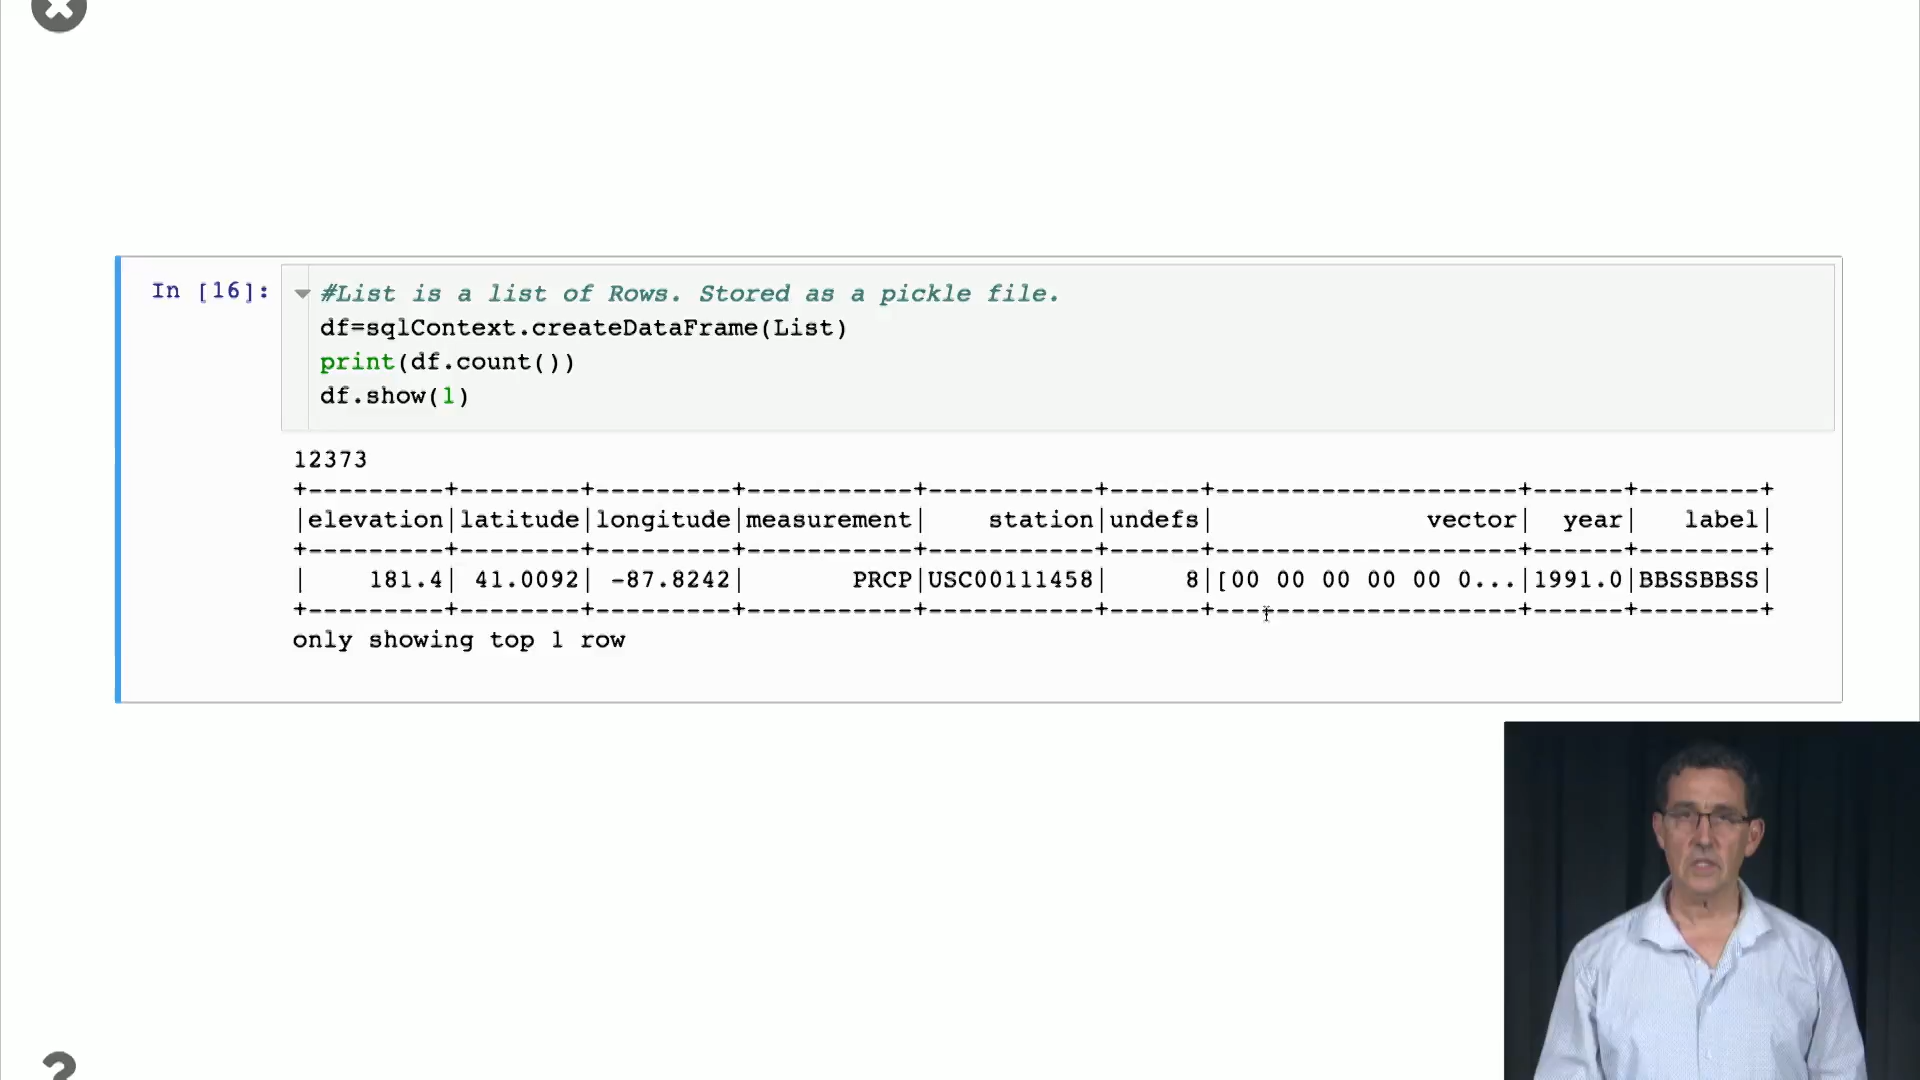 In [16]:
#List is a list of Rows. Stored as a pickle file.
df=sqlContext.createDataFrame(List)
print(df.count())
df.show(1)
12373
+---------+--------+---------+-----------+-----------+------+--------------------+------+--------+
|elevation|latitude|longitude|measurement|    station|undefs|              vector|  year|   label|
+---------+--------+---------+-----------+-----------+------+--------------------+------+--------+
|    181.4| 41.0092| -87.8242|       PRCP|USC00111458|     8|[00 00 00 00 00 0...|1991.0|BBSSBBSS|
+---------+--------+---------+-----------+-----------+------+--------------------+------+--------+
only showing top 1 row
?